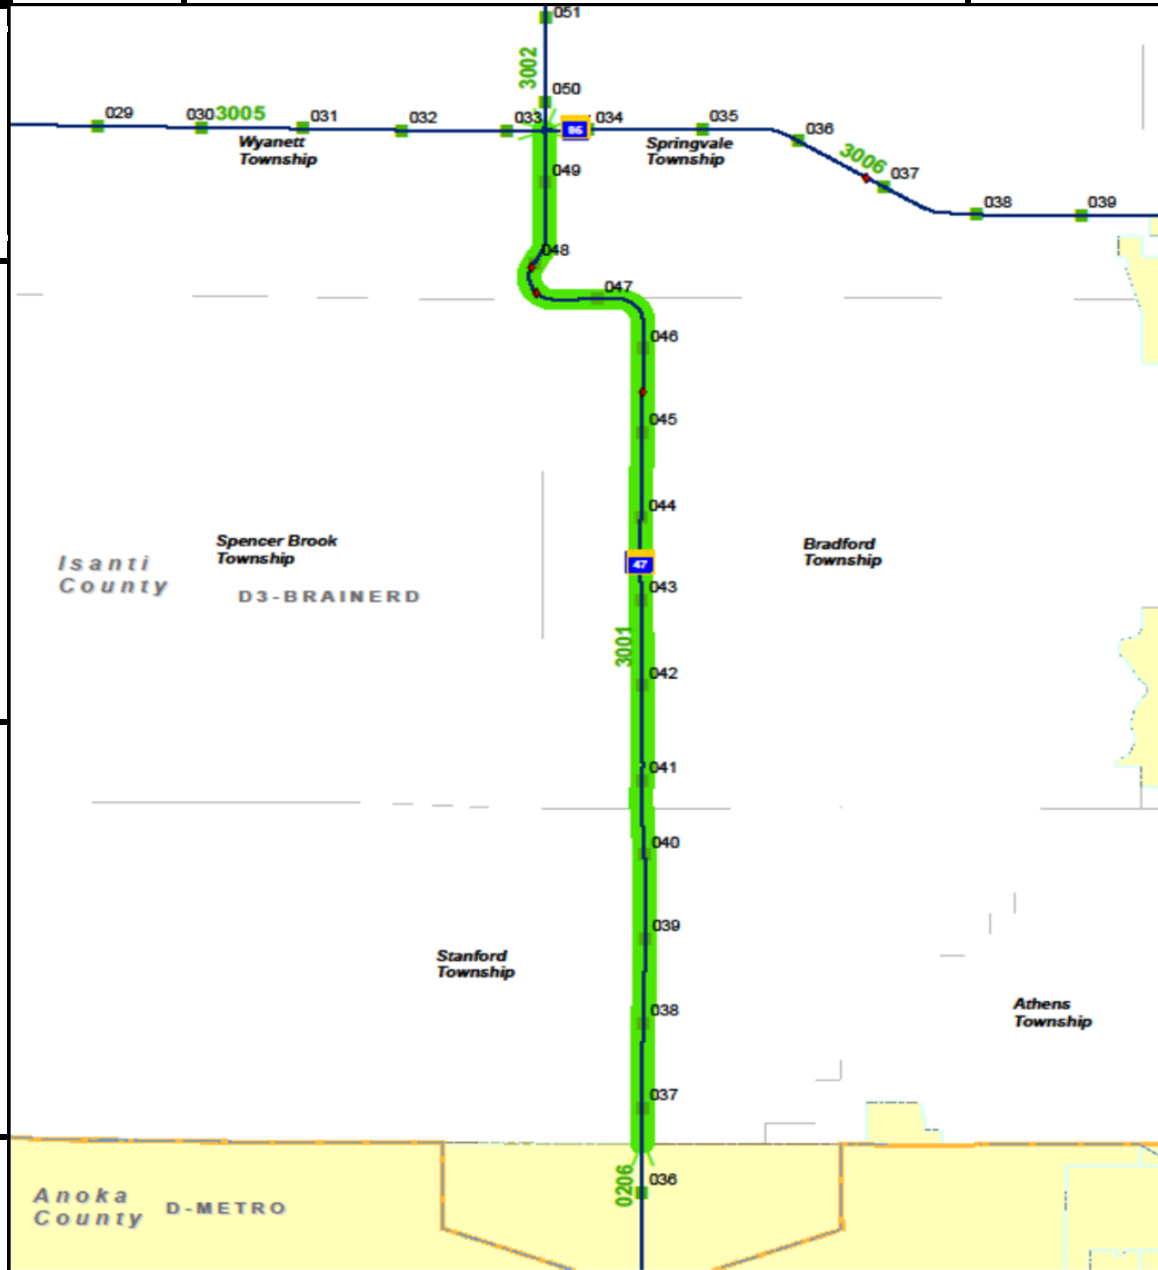 051
3002
050
029
030
3005
031
032
033
95
034
035
036
Wyanett
Township
Springvale
Township
3006
037
049
038
039
048
047
046
045
044
Spencer Brook
Township
Bradford
Township
Isanti
County
47
D3-BRAINERD
043
3001
042
041
040
039
Stanford
Township
038
Athens
Township
037
0206
036
Anoka
County
D-METRO